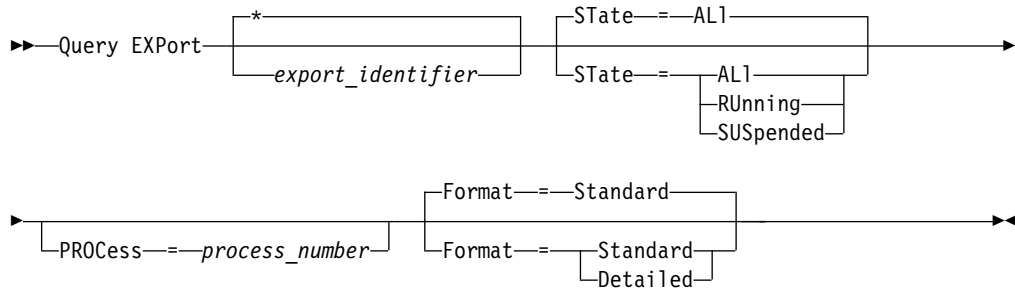 * STate = ALl
Query EXPort
export_identifier STate = ALl
RUnning
SUSpended
Format = Standard
PROCess = process_number Format = Standard
Detailed